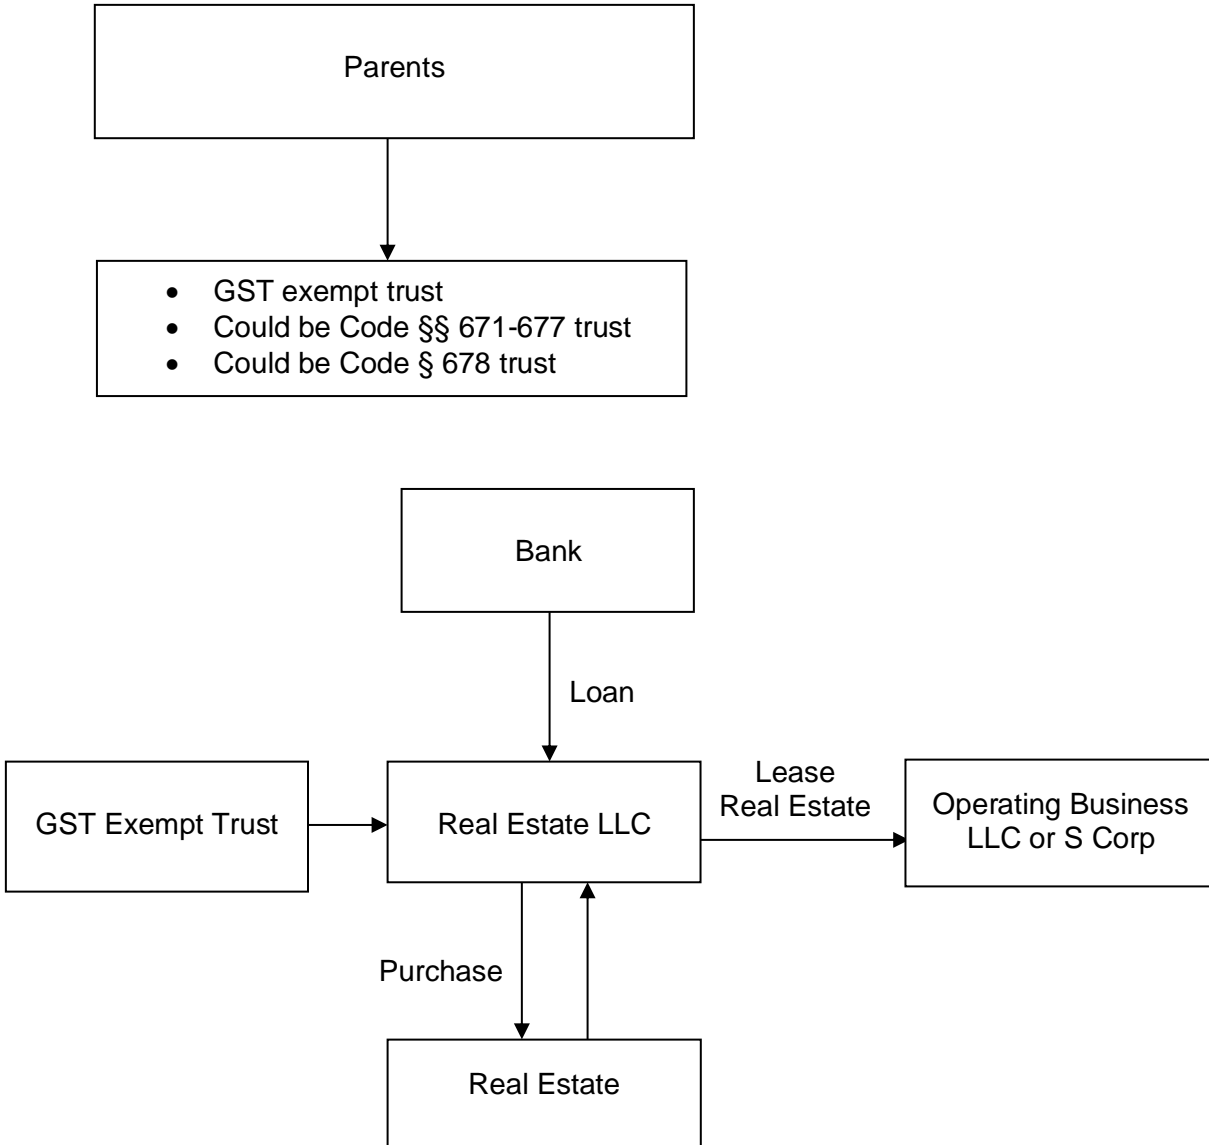 Parents
• GST exempt trust
• Could be Code §§ 671-677 trust
• Could be Code § 678 trust
Bank
Loan
GST Exempt Trust
Real Estate LLC
Lease
Real Estate
Operating Business
LLC or S Corp
Purchase
Real Estate